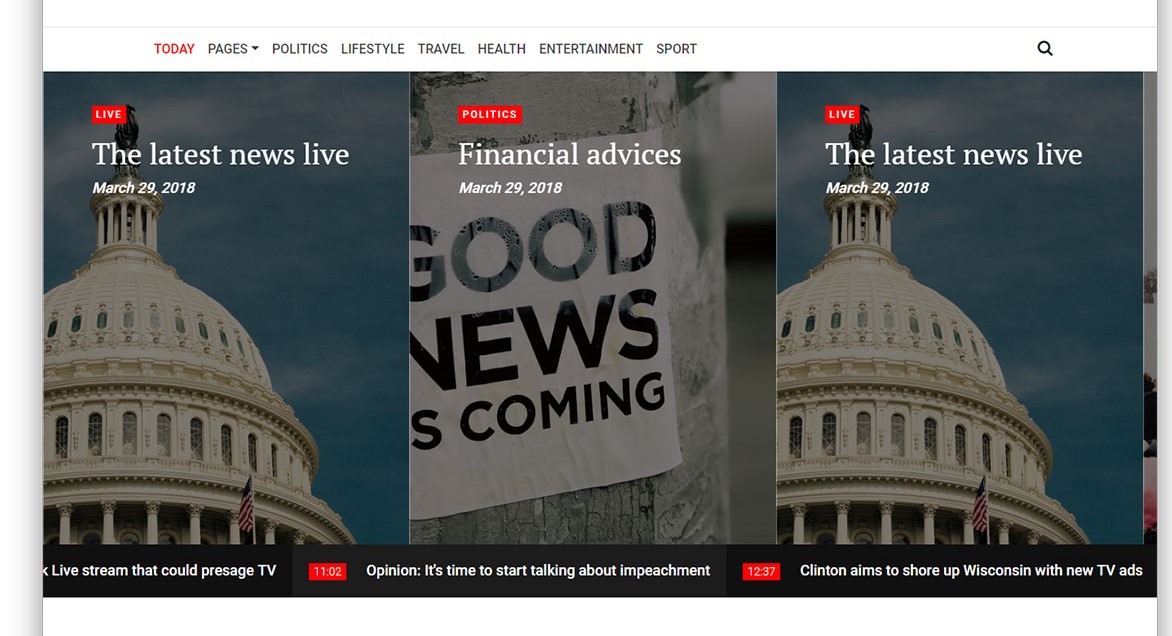 TODAY PAGES POLITICS LIFESTYLE TRAVEL HEALTH ENTERTAINMENT SPORT
LIVE
The latest news live
March 29, 2018
POLITICS
Financial advices
March 29, 2018
GOOD
NEWS
S COMING
LIVE
The latest news live
March 29, 2018
k Live stream that could presage TV
11:02 Opinion: It's time to start talking about impeachment
12:37 Clinton aims to shore up Wisconsin with new TV ads